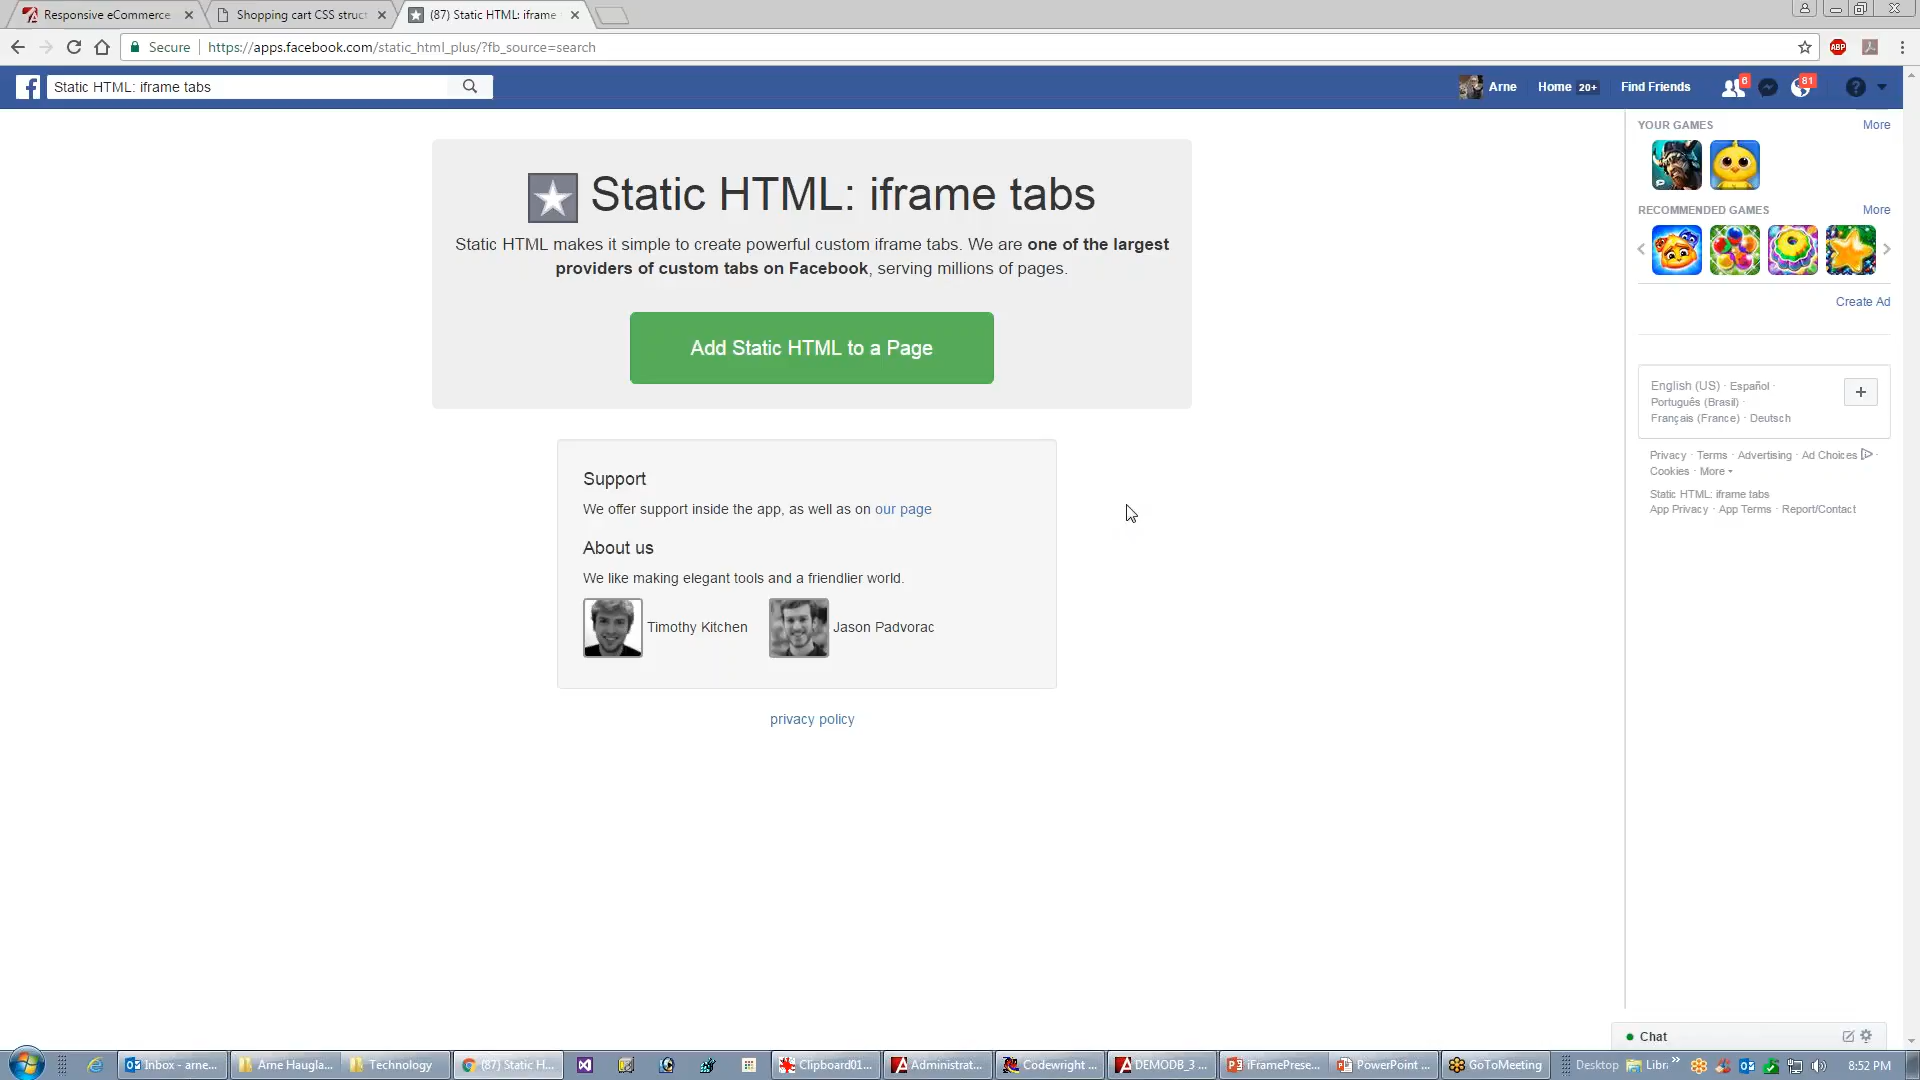 Responsive eCommerce
Shopping cart CSS struct
(87) Static HTML: iframe
Secure
https://apps.facebook.com/static_html_plus/?fb_source=search
ABP
Static HTML: iframe tabs
Arne
Home 20+
Find Friends
6
81
?
Static HTML: iframe tabs
Static HTML makes it simple to create powerful custom iframe tabs. We are one of the largest
providers of custom tabs on Facebook, serving millions of pages.
Add Static HTML to a Page
Support
We offer support inside the app, as well as on our page
About us
We like making elegant tools and a friendlier world.
Timothy Kitchen
Jason Padvorac
privacy policy
YOUR GAMES
More
RECOMMENDED GAMES
More
Create Ad
English (US) · Español ·
Português (Brasil) ·
Français (France) · Deutsch
+
Privacy · Terms · Advertising · Ad Choices ·
Cookies · More
Static HTML: iframe tabs
App Privacy · App Terms · Report/Contact
Chat
Inbox - arne...
Arne Haugla...
Technology
(87) Static H...
Clipboard01...
Administrat...
Codewright ...
DEMODB_3 ...
iFramePrese...
PowerPoint ...
GoToMeeting
Desktop
Libr
8:52 PM